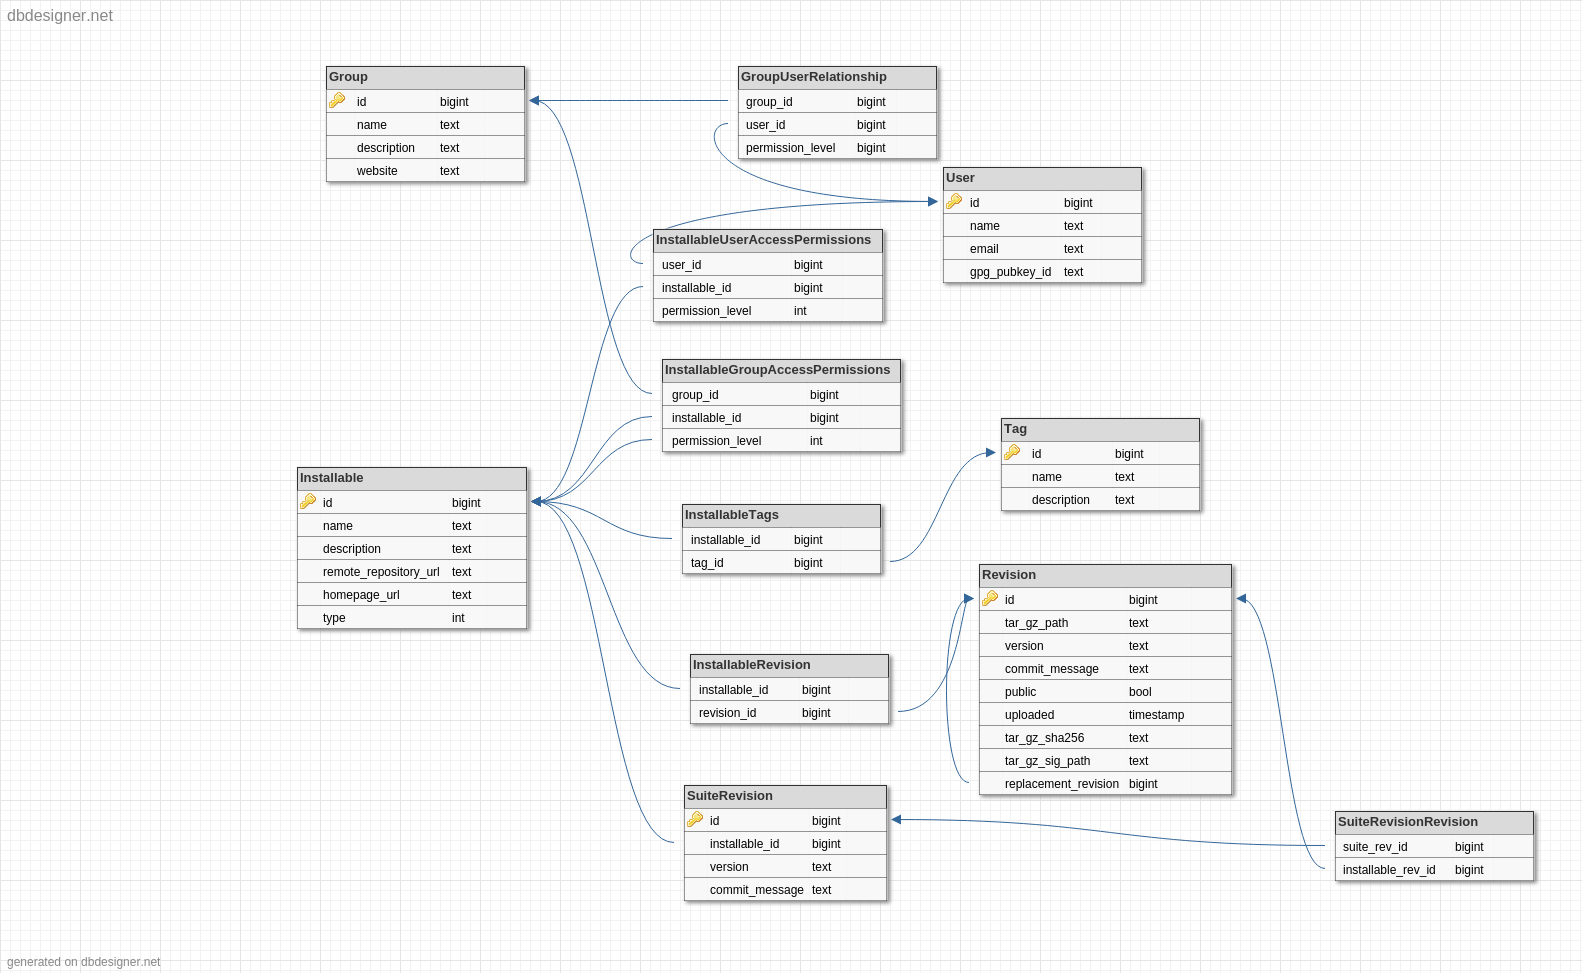 dbdesigner.net
Group
id bigint
name text
description text
website text
GroupUserRelationship
group_id bigint
user_id bigint
permission_level bigint
User
id bigint
name text
email text
gpg_pubkey_id text
InstallableUserAccessPermissions
user_id bigint
installable_id bigint
permission_level int
InstallableGroupAccessPermissions
group_id bigint
installable_id bigint
permission_level int
Tag
id bigint
name text
description text
Installable
id bigint
name text
description text
remote_repository_url text
homepage_url text
type int
InstallableTags
installable_id bigint
tag_id bigint
Revision
id bigint
tar_gz_path text
version text
commit_message text
public bool
uploaded timestamp
tar_gz_sha256 text
tar_gz_sig_path text
replacement_revision bigint
InstallableRevision
installable_id bigint
revision_id bigint
SuiteRevision
id bigint
installable_id bigint
version text
commit_message text
SuiteRevisionRevision
suite_rev_id bigint
installable_rev_id bigint
generated on dbdesigner.net